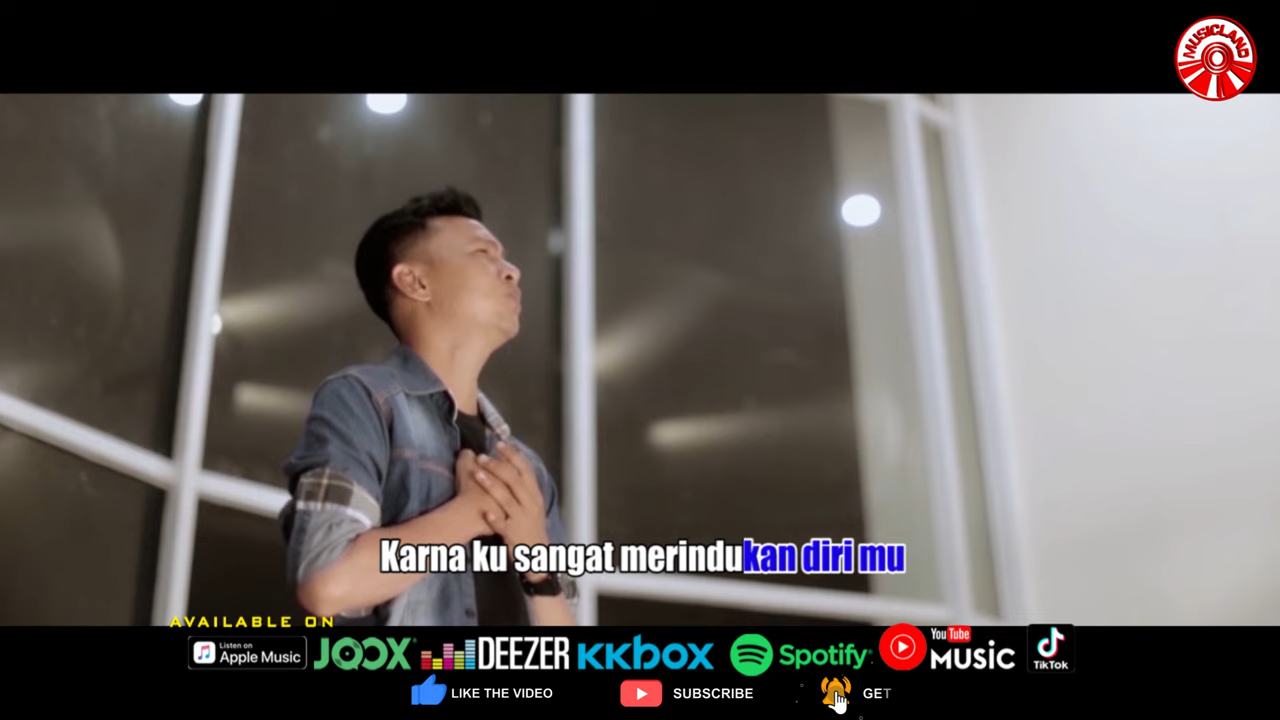 MUSICLAND
Karna ku sangat merindukan diri mu
AVAILABLE ON
Listen on
Apple Music
JOOX
DEEZER
KKBOX
Spotify
YouTube
MUSIC
TikTok
LIKE THE VIDEO
SUBSCRIBE
GET